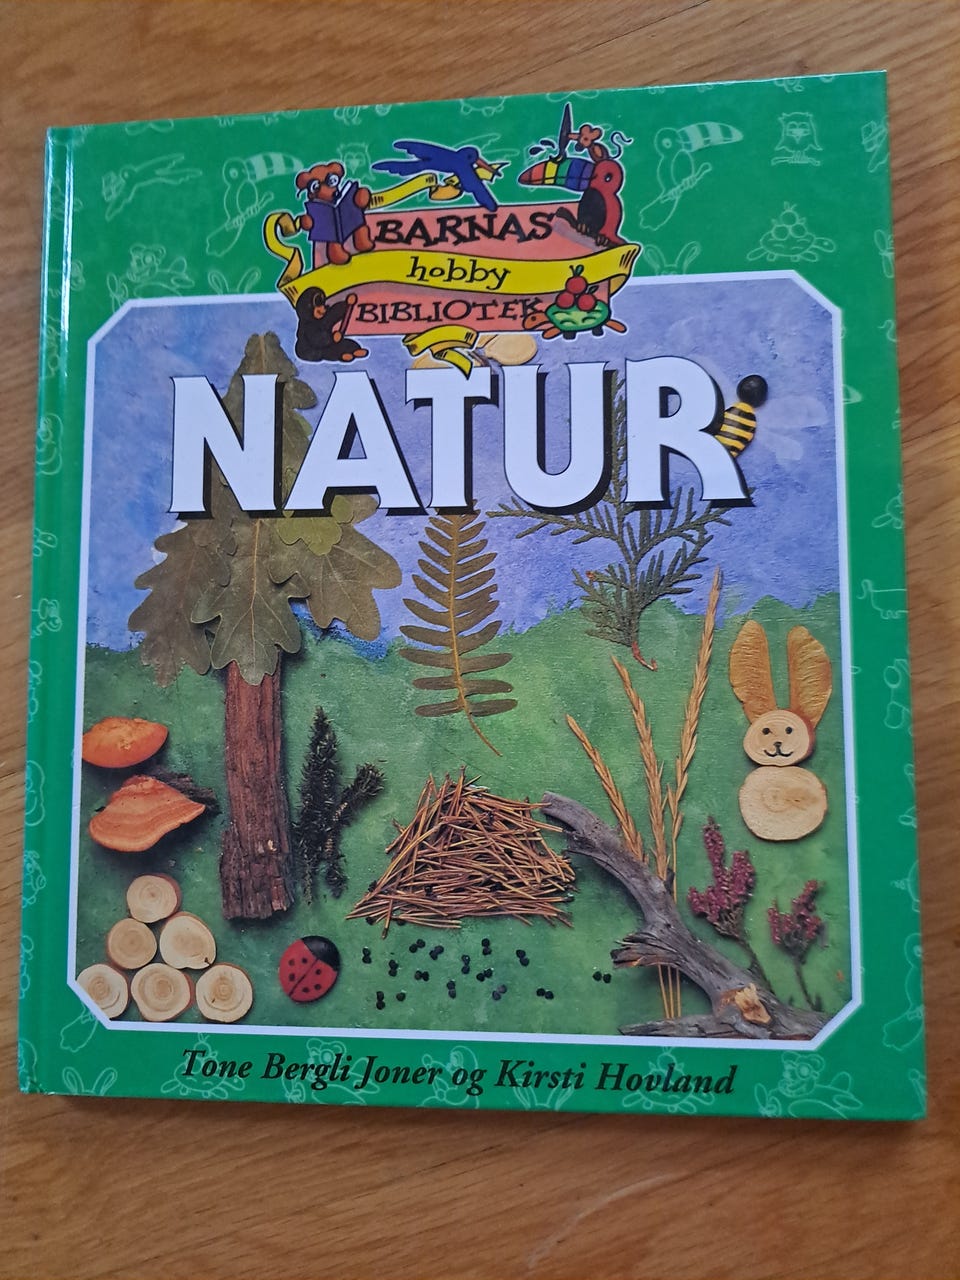 BARNAS
hobby
BIBLIOTEK
NATUR
Tone Bergli Joner og Kirsti Hovland